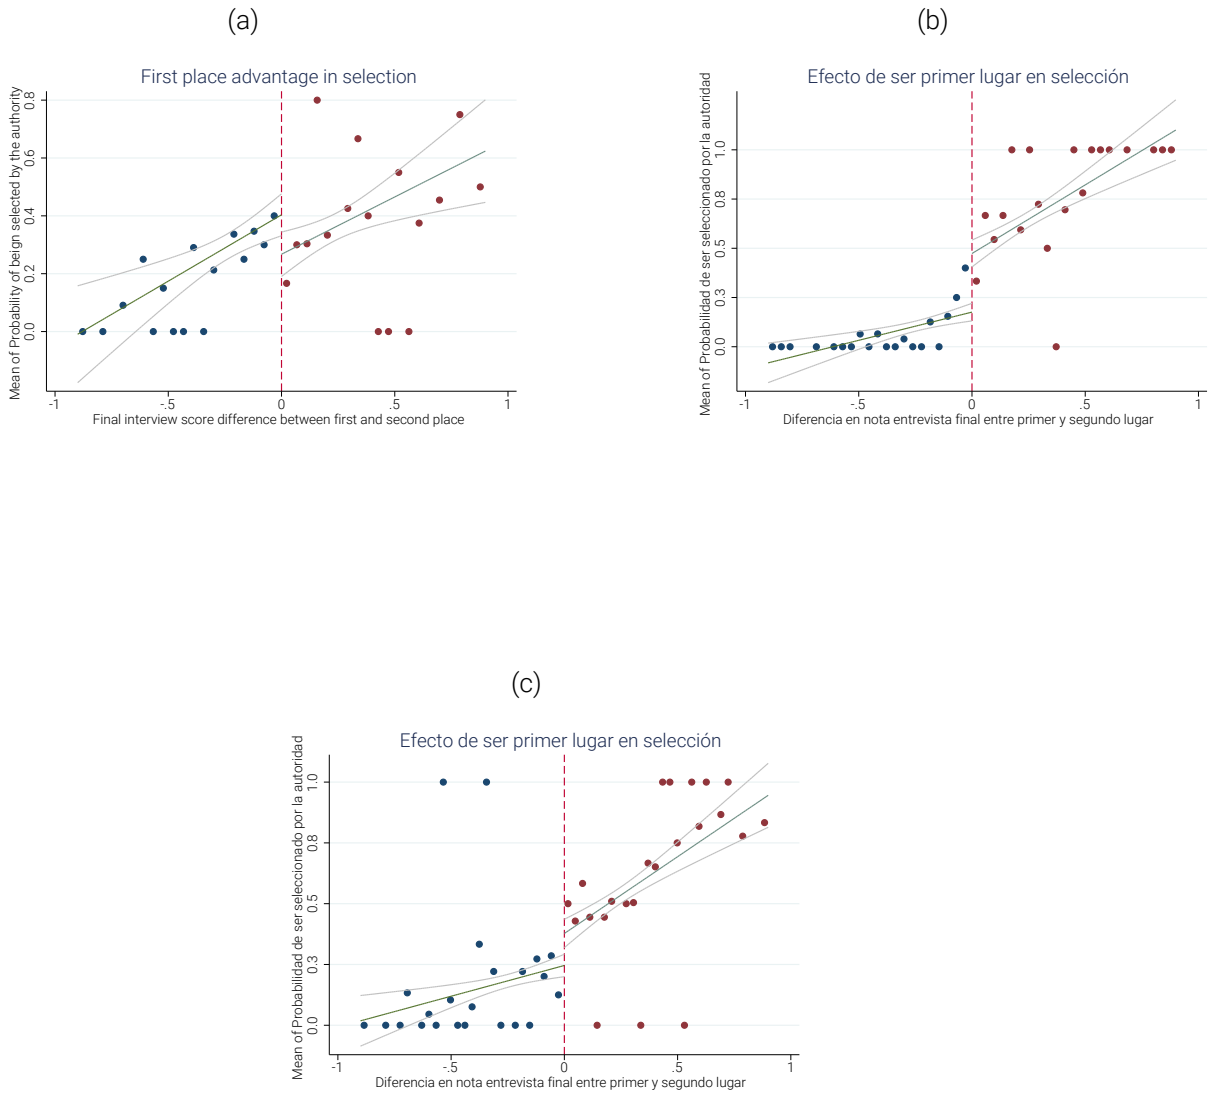 (a)
First place advantage in selection
Mean of Probability of beign selected by the authority
0.8
0.6
0.4
0.2
0.0
-1
-.5
0
.5
1
Final interview score difference between first and second place
(b)
Efecto de ser primer lugar en selección
Mean of Probabilidad de ser seleccionado por la autoridad
1.0
0.8
0.5
0.3
0.0
-1
-.5
0
.5
1
Diferencia en nota entrevista final entre primer y segundo lugar
(c)
Efecto de ser primer lugar en selección
Mean of Probabilidad de ser seleccionado por la autoridad
1.0
0.8
0.5
0.3
0.0
-1
-.5
0
.5
1
Diferencia en nota entrevista final entre primer y segundo lugar